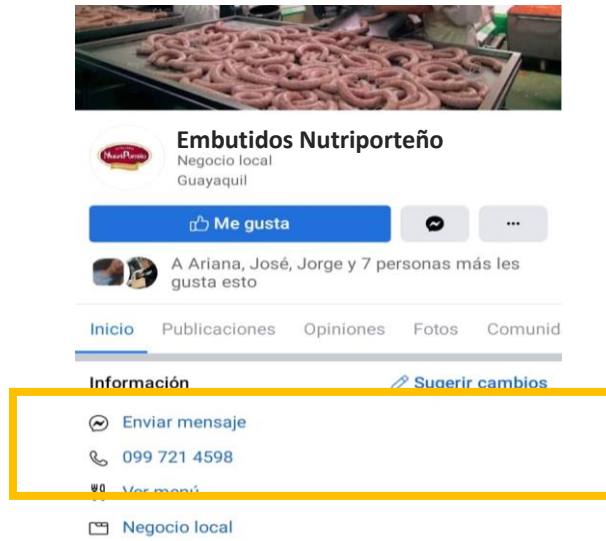 Embutidos Nutriporteño
Negocio local
Guayaquil
Me gusta
A Ariana, José, Jorge y 7 personas más les
gusta esto
Inicio Publicaciones Opiniones Fotos Comunid
Información Sugerir cambios
Enviar mensaje
099 721 4598
Ver menú
Negocio local